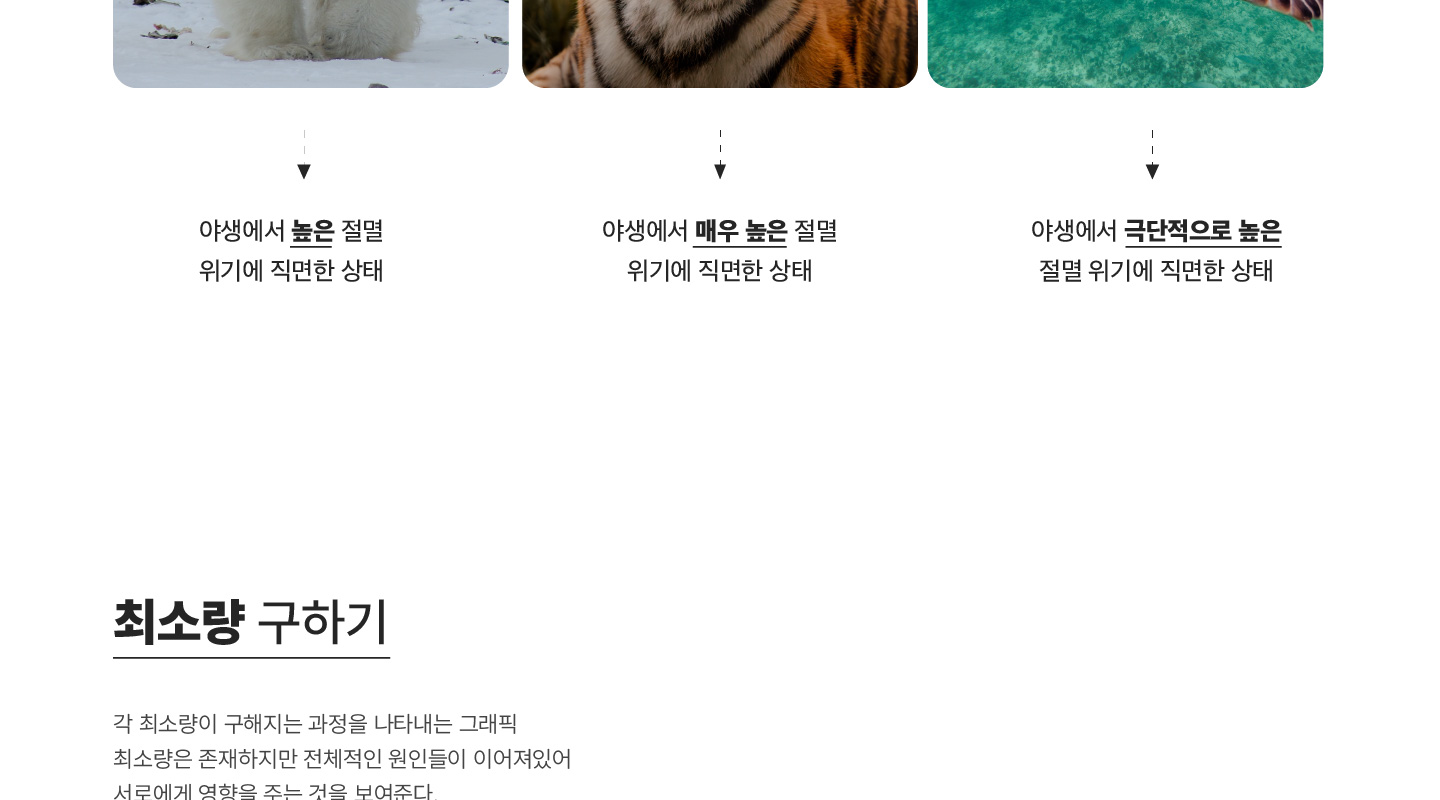 야생에서 높은 절멸
위기에 직면한 상태
야생에서 매우 높은 절멸
위기에 직면한 상태
야생에서 극단적으로 높은
절멸 위기에 직면한 상태
최소량 구하기
각 최소량이 구해지는 과정을 나타내는 그래픽
최소량은 존재하지만 전체적인 원인들이 이어져있어
서로에게 영향을 주는 것을 보여준다.